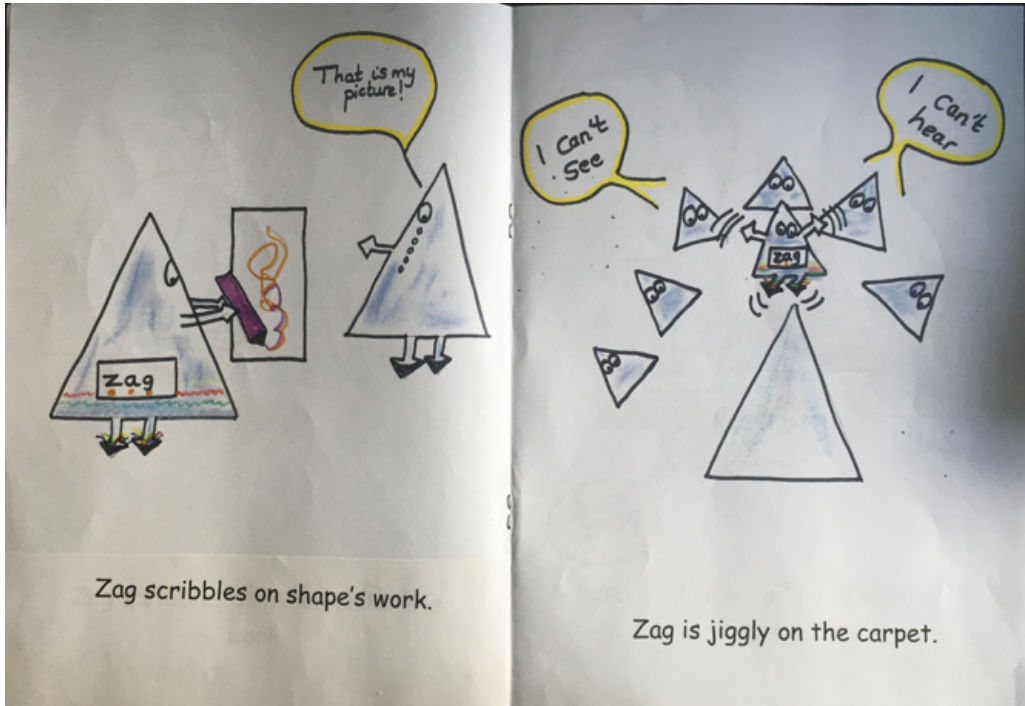 That is my
picture!
zag
Zag scribbles on shape's work.
I can't
see
I can't
hear
zag
Zag is jiggly on the carpet.